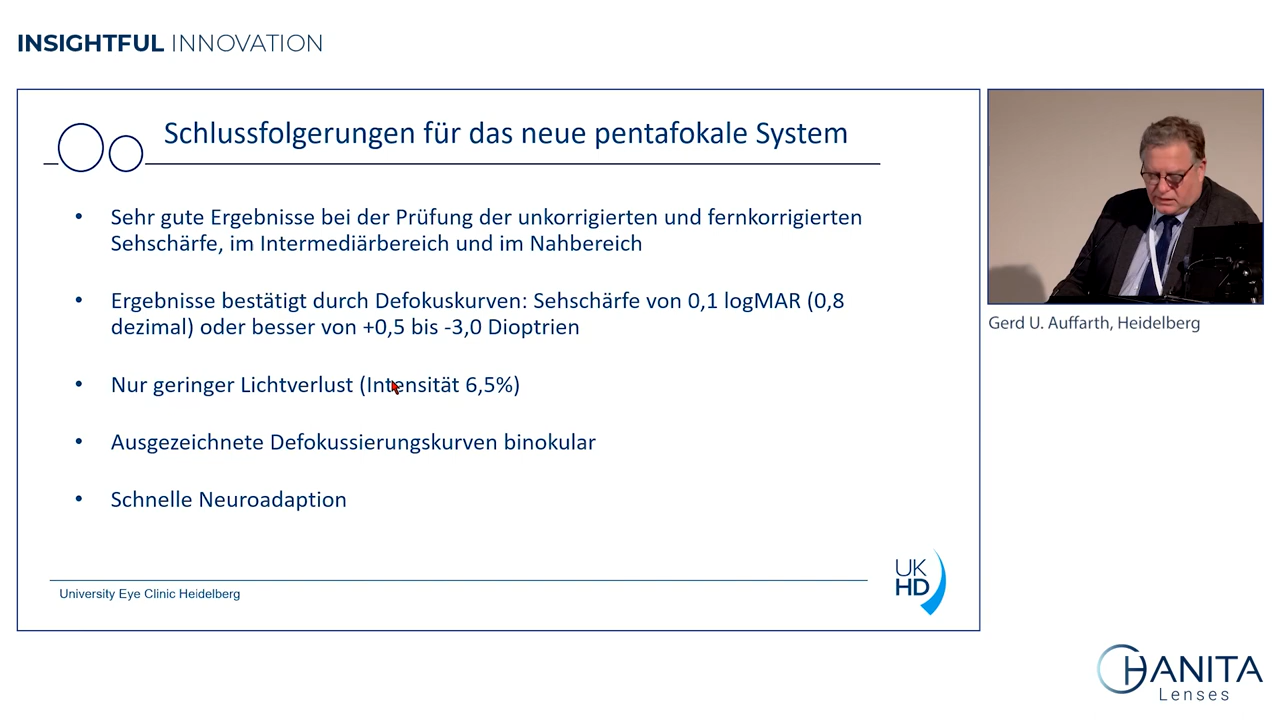 INSIGHTFUL INNOVATION
Schlussfolgerungen für das neue pentafokale System
• Sehr gute Ergebnisse bei der Prüfung der unkorrigierten und fernkorrigierten
Sehschärfe, im Intermediärbereich und im Nahbereich
• Ergebnisse bestätigt durch Defokuskurven: Sehschärfe von 0,1 logMAR (0,8
dezimal) oder besser von +0,5 bis -3,0 Dioptrien
• Nur geringer Lichtverlust (Intensität 6,5%)
• Ausgezeichnete Defokussierungskurven binokular
• Schnelle Neuroadaption
University Eye Clinic Heidelberg
UK
HD
Gerd U. Auffarth, Heidelberg
HANITA
Lenses